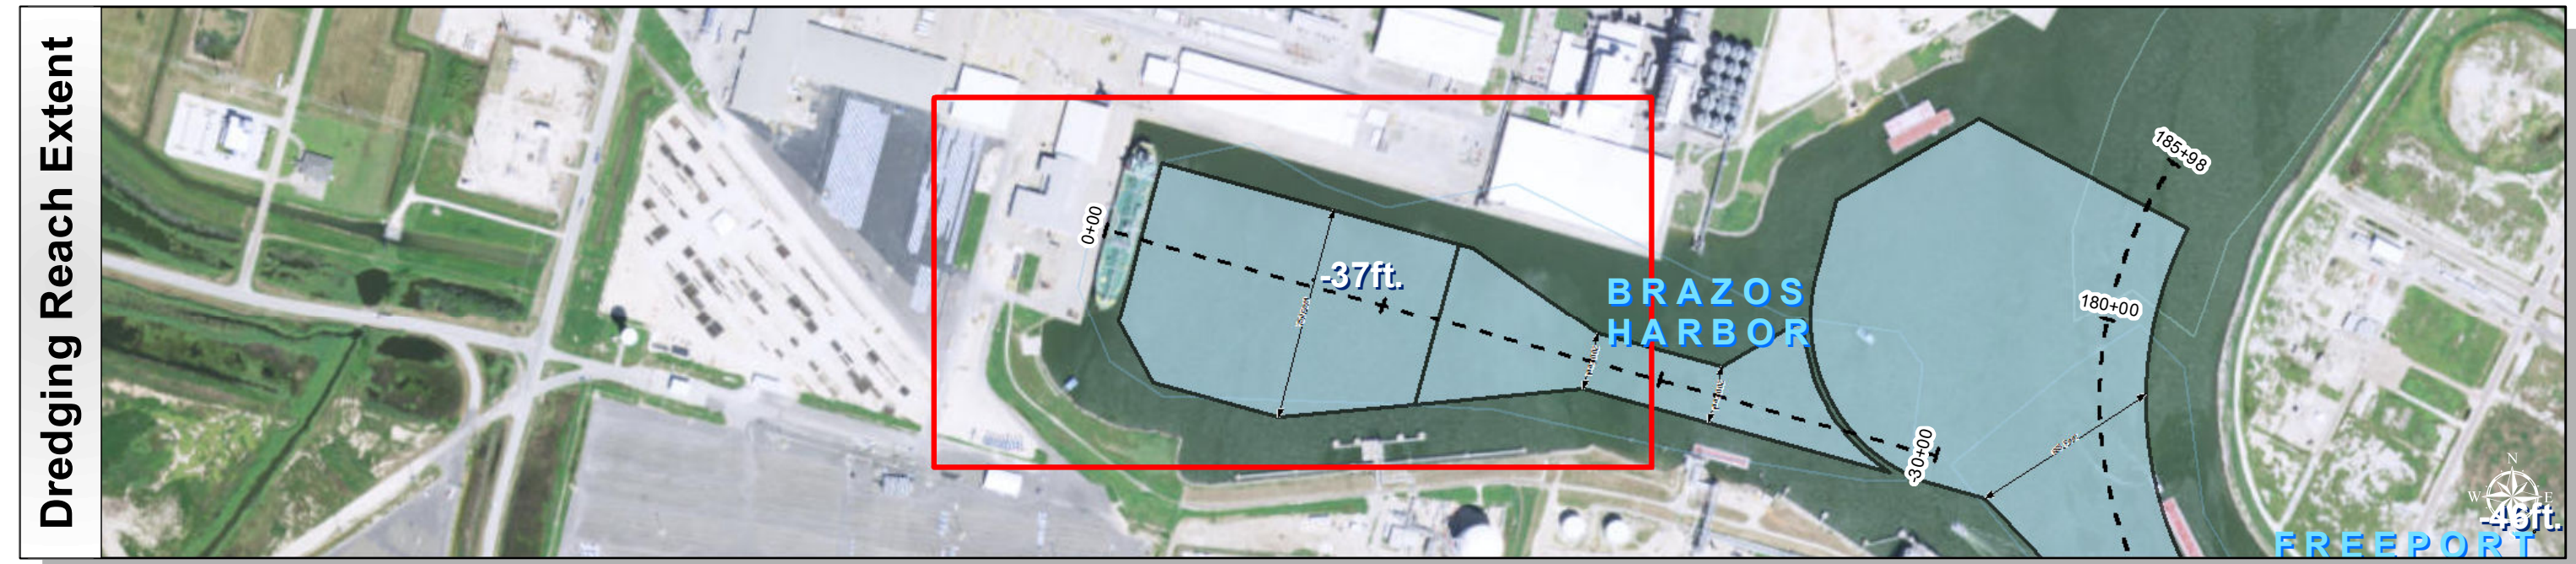 Dredging Reach Extent
0+00
-37ft.
BRAZOS
HARBOR
-30+00
185+98
180+00
N
W
E
-46ft.
FREEPORT